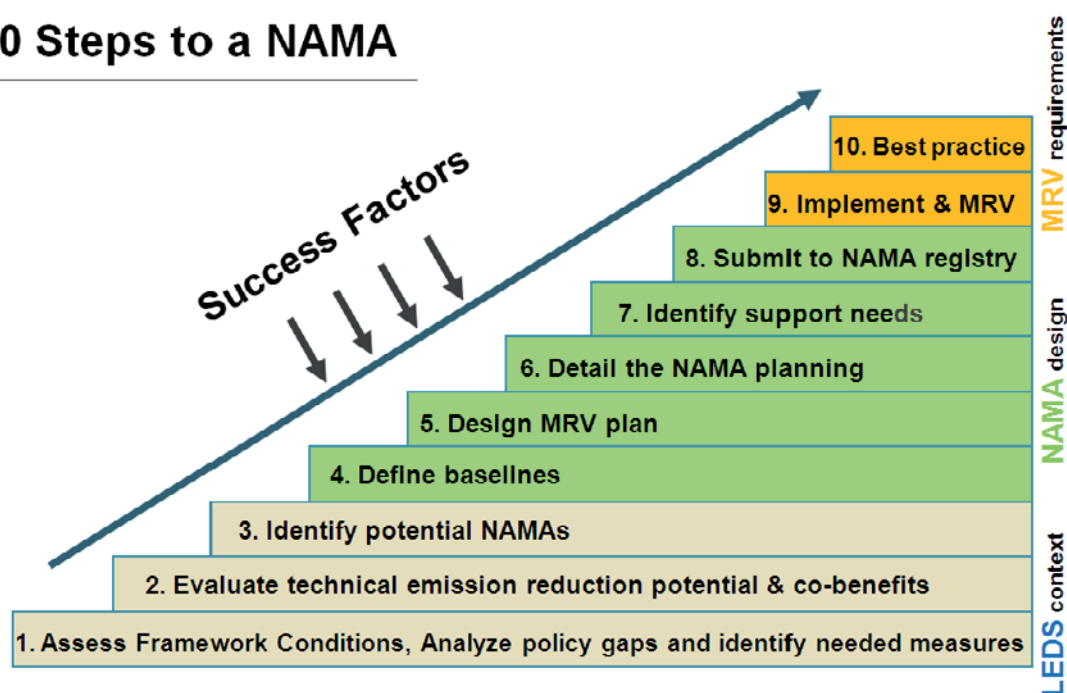 0 Steps to a NAMA
Success Factors
10. Best practice
9. Implement & MRV
8. Submit to NAMA registry
7. Identify support needs
6. Detail the NAMA planning
5. Design MRV plan
4. Define baselines
3. Identify potential NAMAs
2. Evaluate technical emission reduction potential & co-benefits
1. Assess Framework Conditions, Analyze policy gaps and identify needed measures
MRV requirements
NAMA design
LEDS context